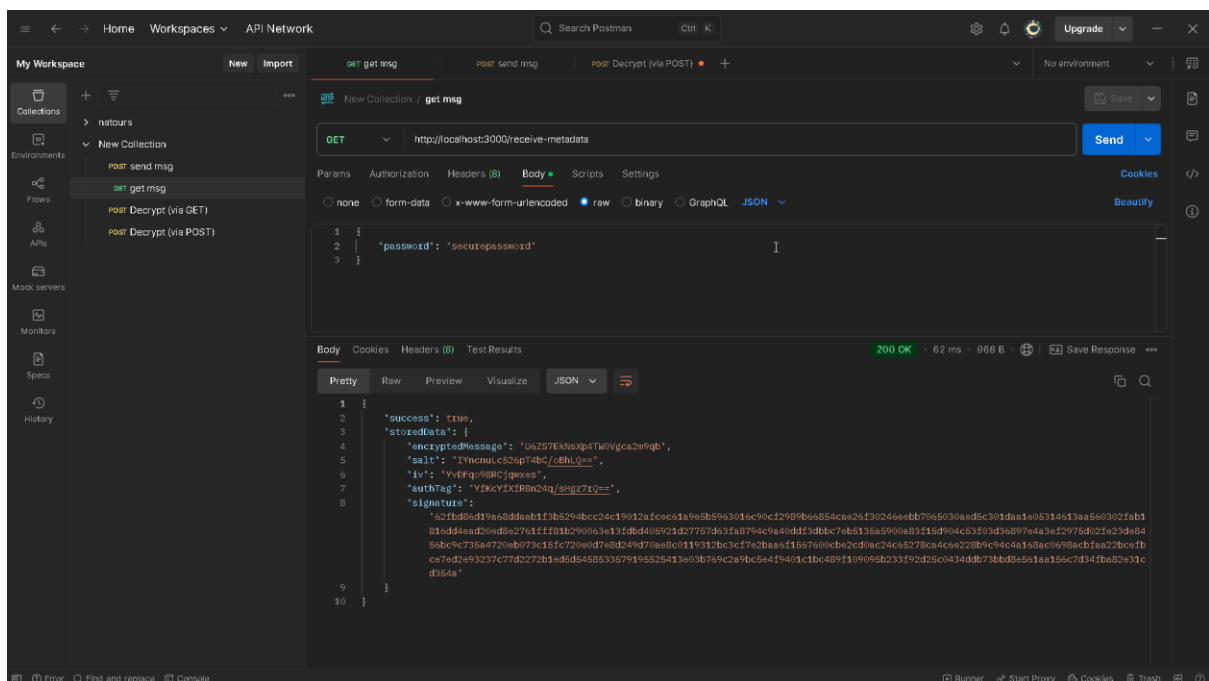 Home Workspaces API Network Search Postman Ctrl K Upgrade
My Workspace New Import GET get msg POST send msg POST Decrypt (via POST) No environment
Collections
Environments
Flows
APIs
Mock servers
Monitors
Specs
History
natours
New Collection
POST send msg
GET get msg
POST Decrypt (via GET)
POST Decrypt (via POST)
HTTP New Collection / get msg Save
GET http://localhost:3000/receive-metadata Send
Params Authorization Headers (8) Body Scripts Settings Cookies
none form-data x-www-form-urlencoded raw binary GraphQL JSON Beautify
1 {
2 "password": "securepassword"
3 }
Body Cookies Headers (8) Test Results 200 OK 62 ms 968 B Save Response
Pretty Raw Preview Visualize JSON
1 {
2 "success": true,
3 "storedData": {
4 "encryptedMessage":
5 "salt":
6 "iv":
7 "authTag":
8 "signature":
9 }
10 }
Error Find and replace Console Runner Start Proxy Cookies Trash